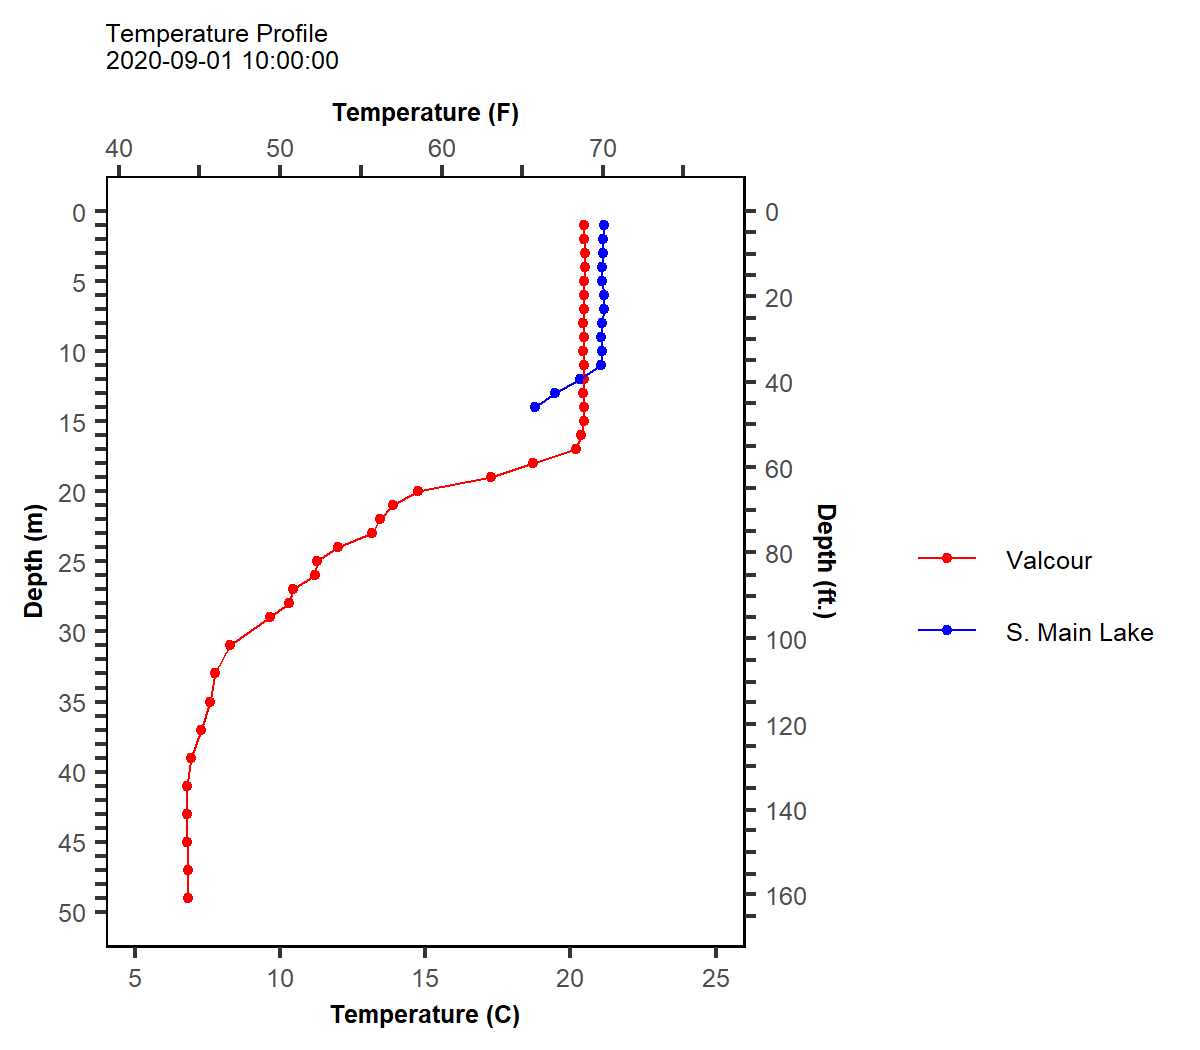 Temperature Profile
2020-09-01 10:00:00
Temperature (F)
40 50 60 70
0 0
5
20
10
40
15
60
20
Depth (m)
Depth (ft.)
80
25
Valcour
30
100
S. Main Lake
35
120
40
140
45
160
50
5 10 15 20 25
Temperature (C)